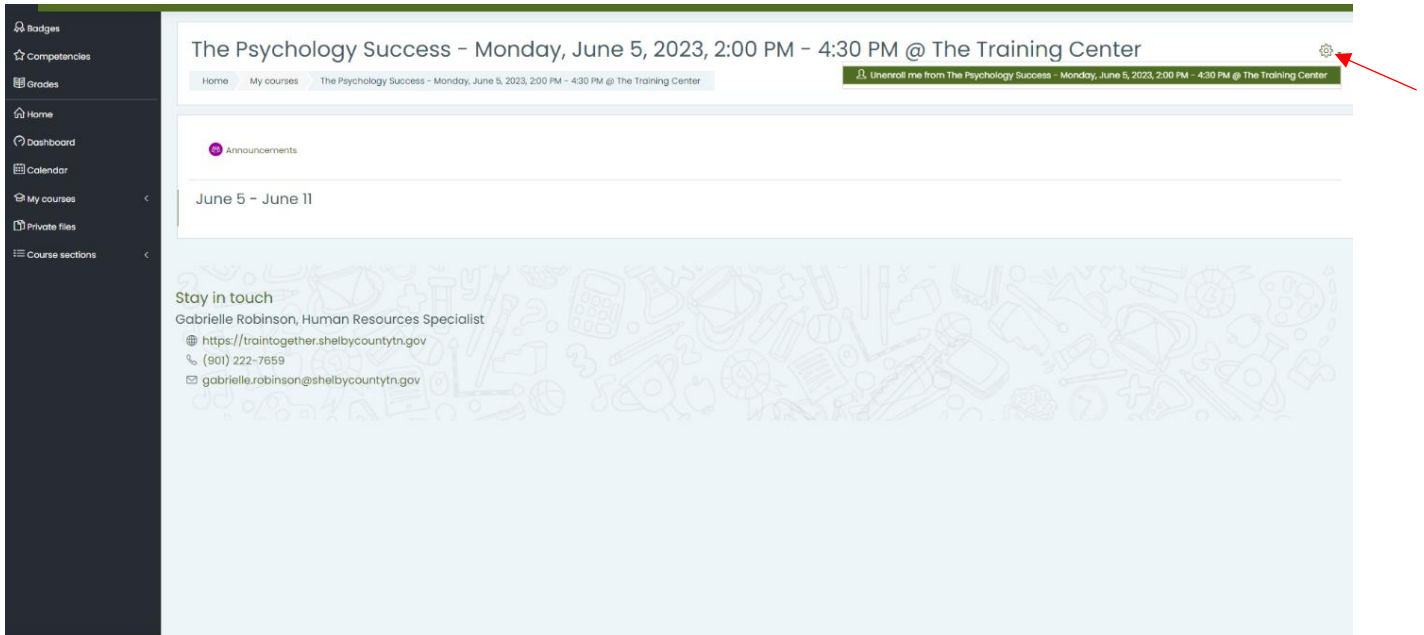 Badges
Competencies
Grades
Home
Dashboard
Calendar
My courses
Private files
Course sections
The Psychology Success - Monday, June 5, 2023, 2:00 PM - 4:30 PM @ The Training Center
Unenroll me from The Psychology Success - Monday, June 5, 2023, 2:00 PM - 4:30 PM @ The Training Center
Home My courses The Psychology Success - Monday, June 5, 2023, 2:00 PM - 4:30 PM @ The Training Center
Announcements
June 5 - June 11
Stay in touch
Gabrielle Robinson, Human Resources Specialist
https://traintogether.shelbycountytn.gov
(901) 222-7659
gabrielle.robinson@shelbycountytn.gov